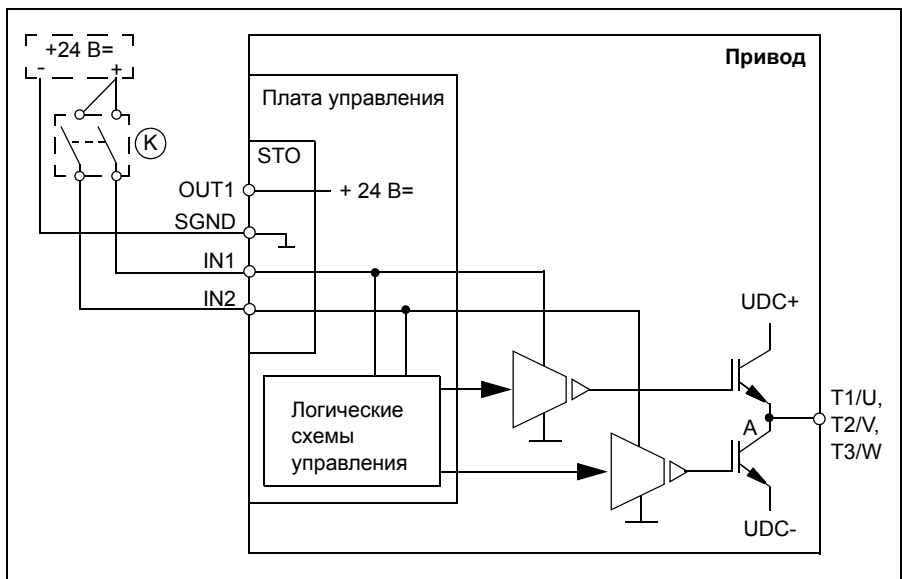 +24 В=
- +
Привод
Плата управления
K
STO
OUT1
+ 24 В=
SGND
IN1
IN2
UDC+
Логические
схемы
управления
A
T1/U,
T2/V,
T3/W
UDC-